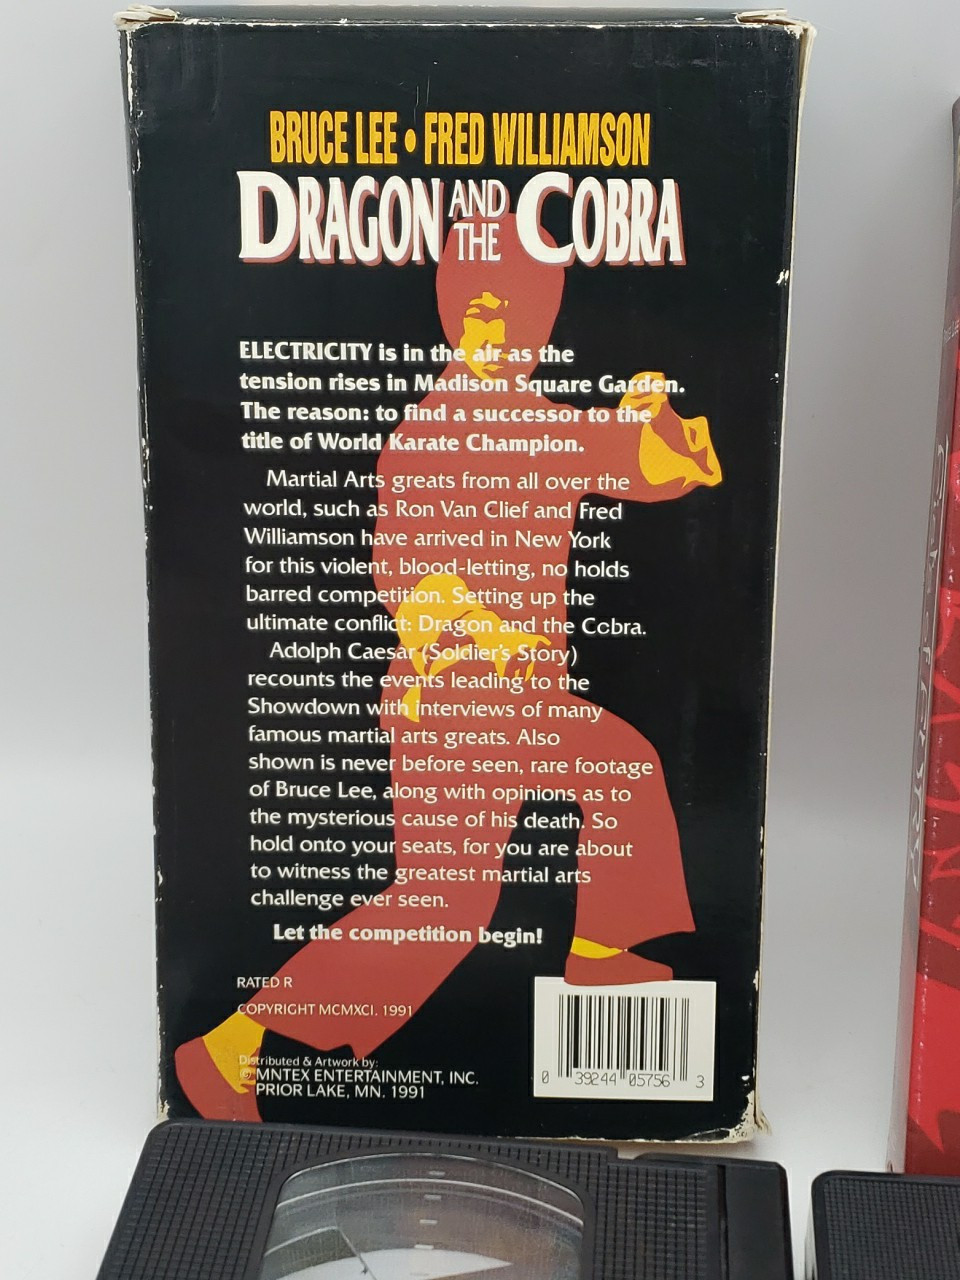 BRUCE LEE • FRED WILLIAMSON
DRAGON AND THE COBRA
ELECTRICITY is in the air as the
tension rises in Madison Square Garden.
The reason: to find a successor to the
title of World Karate Champion.
Martial Arts greats from all over the
world, such as Ron Van Clief and Fred
Williamson have arrived in New York
for this violent, blood-letting, no holds
barred competition. Setting up the
ultimate conflict: Dragon and the Cobra.
Adolph Caesar (Soldier's Story)
recounts the events leading to the
Showdown with interviews of many
famous martial arts greats. Also
shown is never before seen, rare footage
of Bruce Lee, along with opinions as to
the mysterious cause of his death. So
hold onto your seats, for you are about
to witness the greatest martial arts
challenge ever seen.
Let the competition begin!
RATED R
COPYRIGHT MCMXCI. 1991
Distributed & Artwork by:
© MNTEX ENTERTAINMENT, INC.
PRIOR LAKE, MN. 1991
0 39244 05756 3